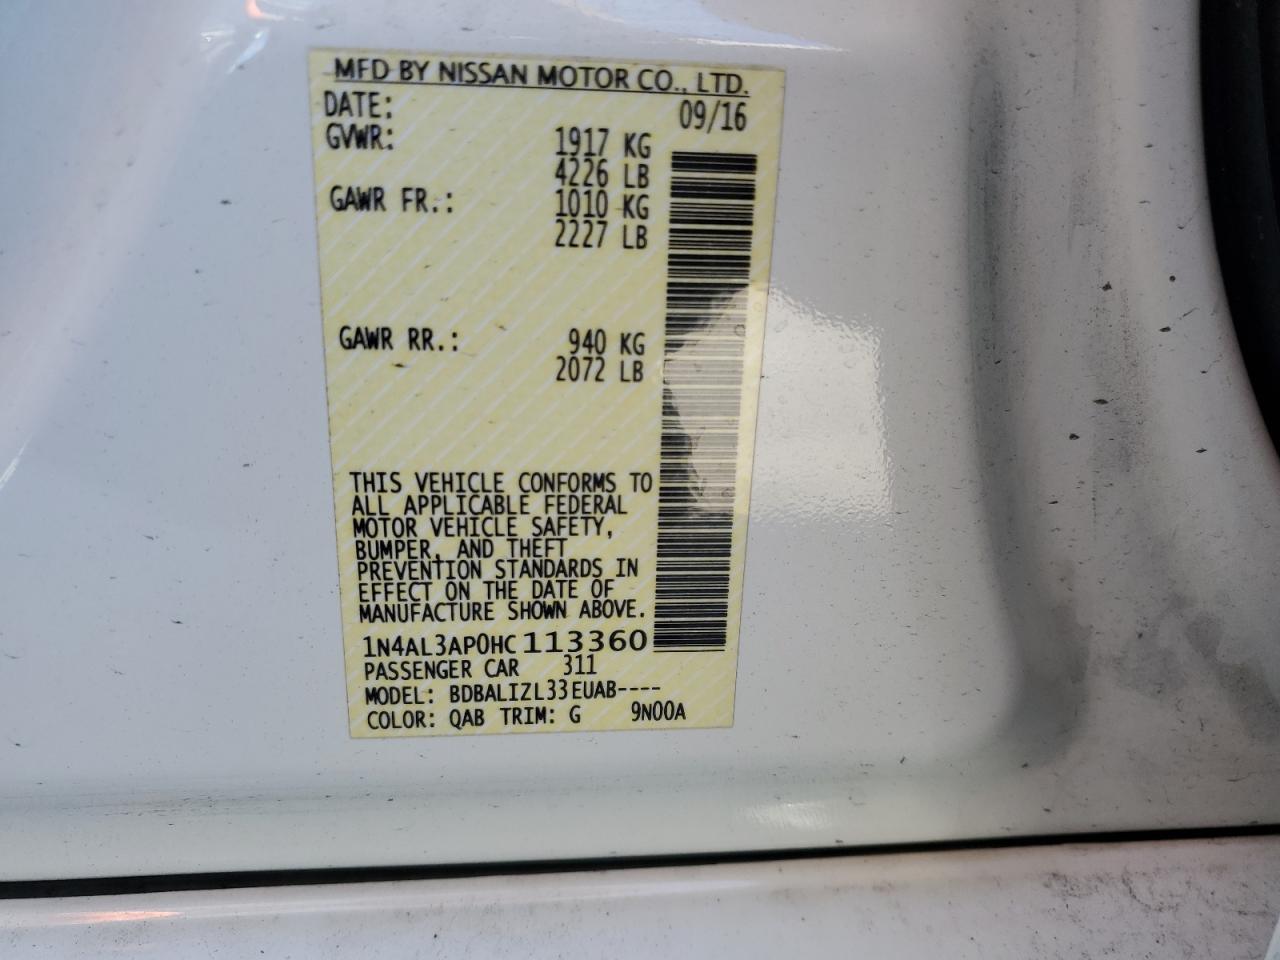 MFD BY NISSAN MOTOR CO., LTD.
DATE: 09/16
GVWR: 1917 KG
4226 LB
GAWR FR.: 1010 KG
2227 LB
GAWR RR.: 940 KG
2072 LB
THIS VEHICLE CONFORMS TO
ALL APPLICABLE FEDERAL
MOTOR VEHICLE SAFETY,
BUMPER, AND THEFT
PREVENTION STANDARDS IN
EFFECT ON THE DATE OF
MANUFACTURE SHOWN ABOVE.
1N4AL3AP0HC113360
PASSENGER CAR 311
MODEL: BDBALIZL33EUAB----
COLOR: QAB TRIM: G 9N00A